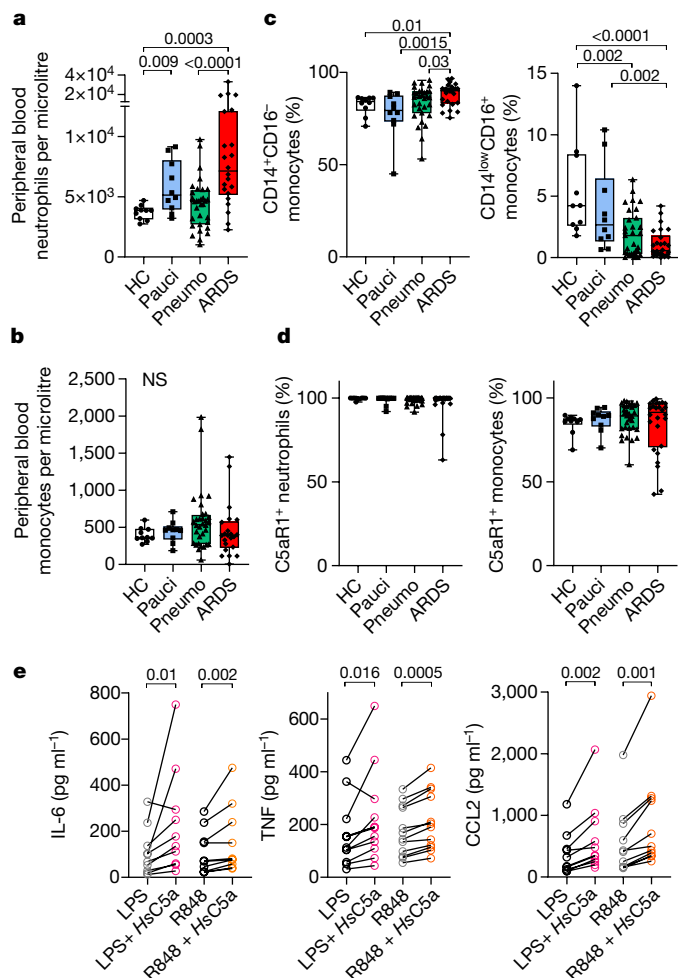 a
0.0003
0.009
<0.0001
4×10⁴
2×10⁴
1×10⁴
5×10³
0
Peripheral blood
neutrophils per microlitre
HC
Pauci
Pneumo
ARDS
c
0.01
0.0015
0.03
100
50
0
CD14⁺CD16⁻
monocytes (%)
HC
Pauci
Pneumo
ARDS
<0.0001
0.002
0.002
15
10
5
0
CD14ˡᵒʷCD16⁺
monocytes (%)
HC
Pauci
Pneumo
ARDS
b
NS
2,500
2,000
1,500
1,000
500
0
Peripheral blood
monocytes per microlitre
HC
Pauci
Pneumo
ARDS
d
100
50
0
C5aR1⁺ neutrophils (%)
HC
Pauci
Pneumo
ARDS
100
50
0
C5aR1⁺ monocytes (%)
HC
Pauci
Pneumo
ARDS
e
0.01
0.002
800
600
400
200
0
IL-6 (pg ml⁻¹)
LPS
LPS+ HsC5a
R848
R848 + HsC5a
0.016
0.0005
600
400
200
0
TNF (pg ml⁻¹)
LPS
LPS+ HsC5a
R848
R848 + HsC5a
0.002
0.001
3,000
2,000
1,000
0
CCL2 (pg ml⁻¹)
LPS
LPS+ HsC5a
R848
R848 + HsC5a